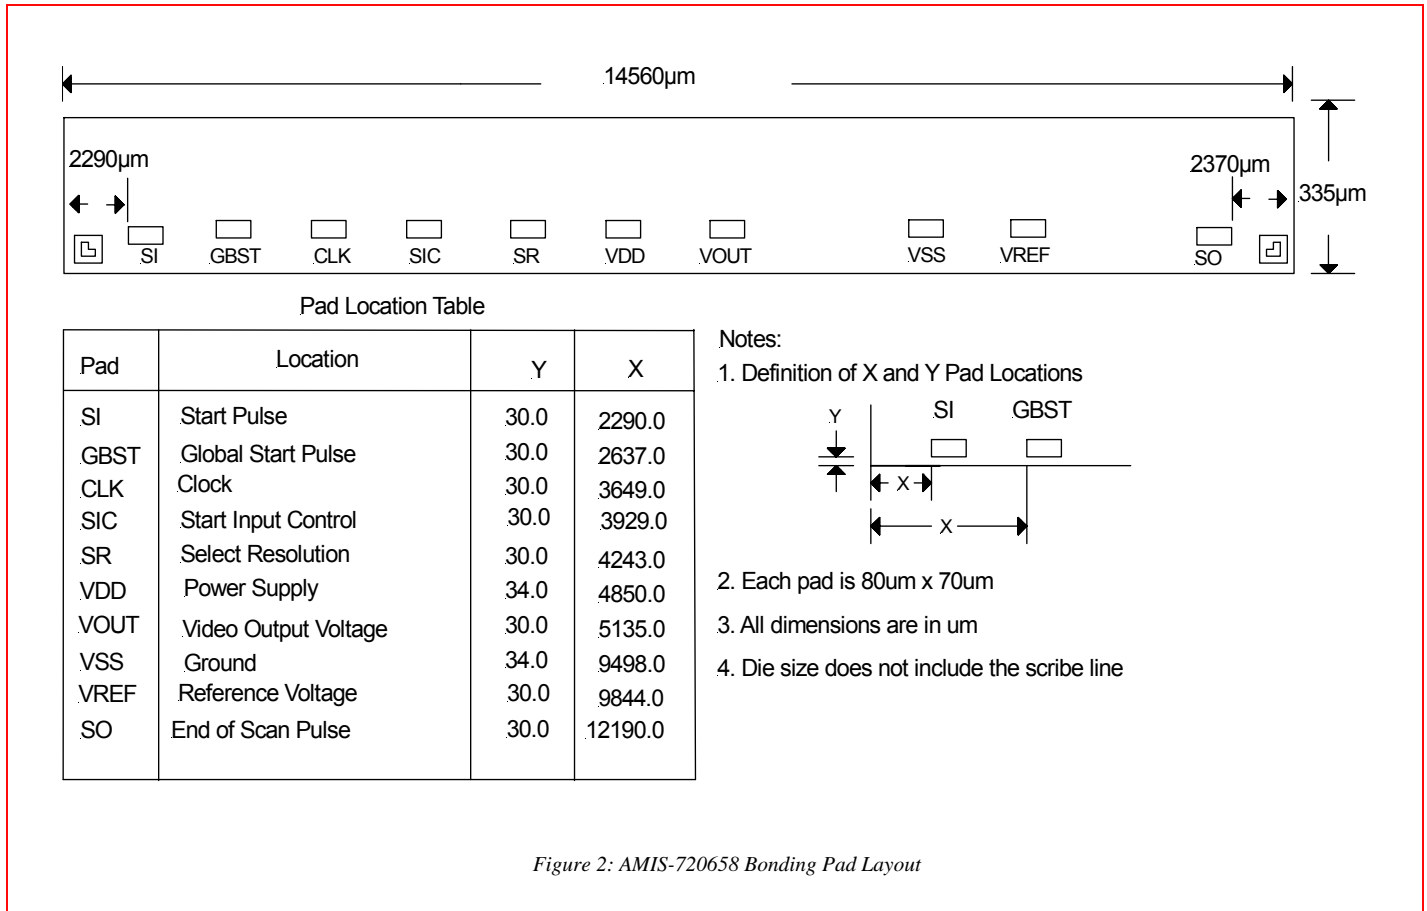 14560µm
2290µm
2370µm
335µm
SI GBST CLK SIC SR VDD VOUT VSS VREF SO
Pad Location Table
Pad Location Y X
SI Start Pulse 30.0 2290.0
GBST Global Start Pulse 30.0 2637.0
CLK Clock 30.0 3649.0
SIC Start Input Control 30.0 3929.0
SR Select Resolution 30.0 4243.0
VDD Power Supply 34.0 4850.0
VOUT Video Output Voltage 30.0 5135.0
VSS Ground 34.0 9498.0
VREF Reference Voltage 30.0 9844.0
SO End of Scan Pulse 30.0 12190.0
Notes:
1. Definition of X and Y Pad Locations
Y SI GBST
X
X
2. Each pad is 80um x 70um
3. All dimensions are in um
4. Die size does not include the scribe line
Figure 2: AMIS-720658 Bonding Pad Layout